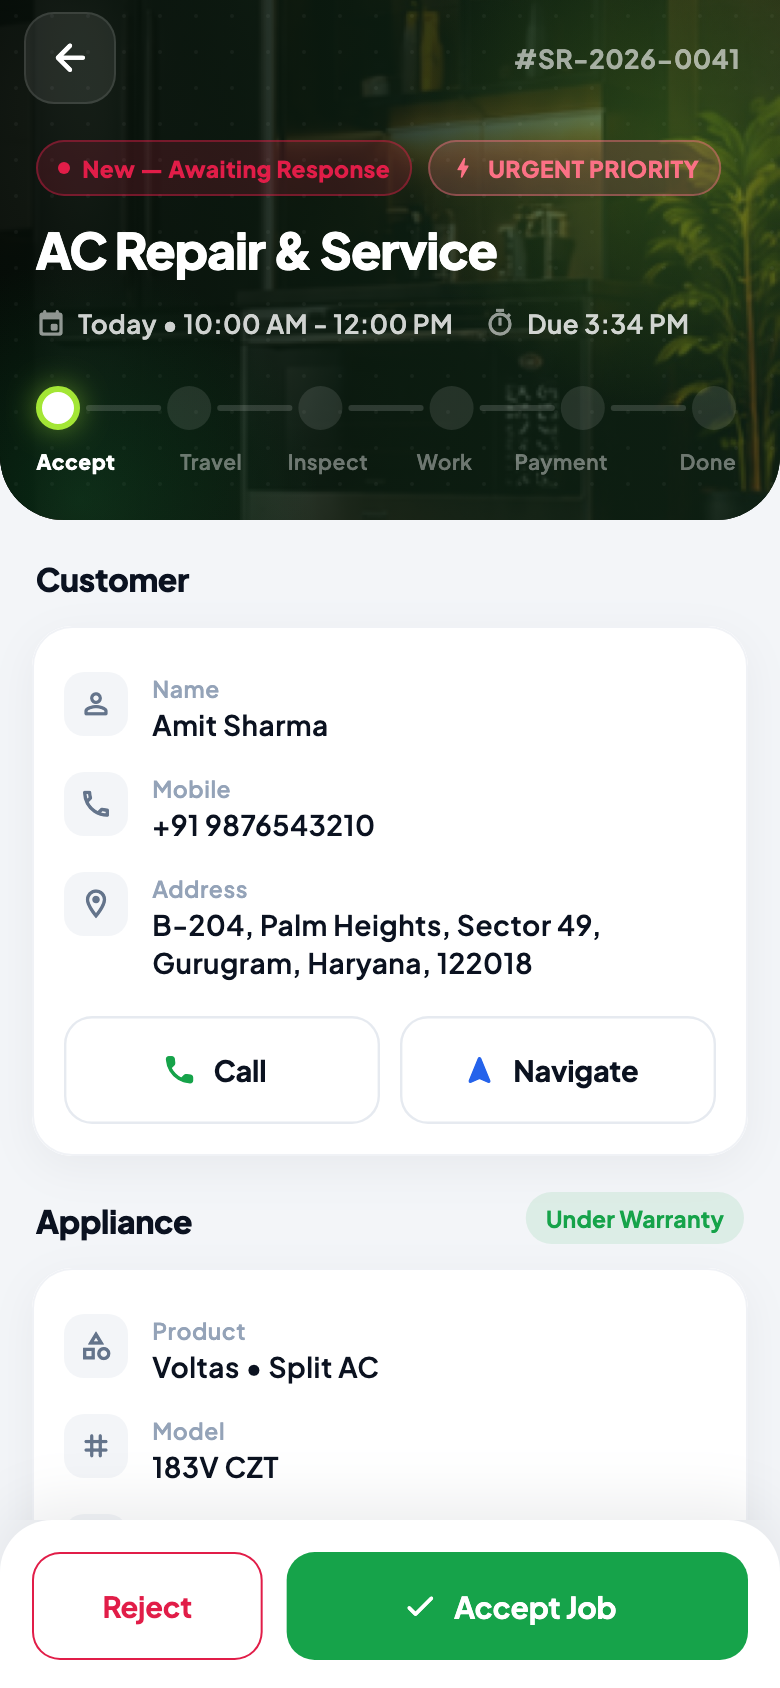 #SR-2026-0041
New — Awaiting Response
URGENT PRIORITY
AC Repair & Service
Today • 10:00 AM - 12:00 PM
Due 3:34 PM
Accept
Travel
Inspect
Work
Payment
Done
Customer
Name
Amit Sharma
Mobile
+91 9876543210
Address
B-204, Palm Heights, Sector 49,
Gurugram, Haryana, 122018
Call
Navigate
Appliance
Under Warranty
Product
Voltas • Split AC
Model
183V CZT
Reject
Accept Job